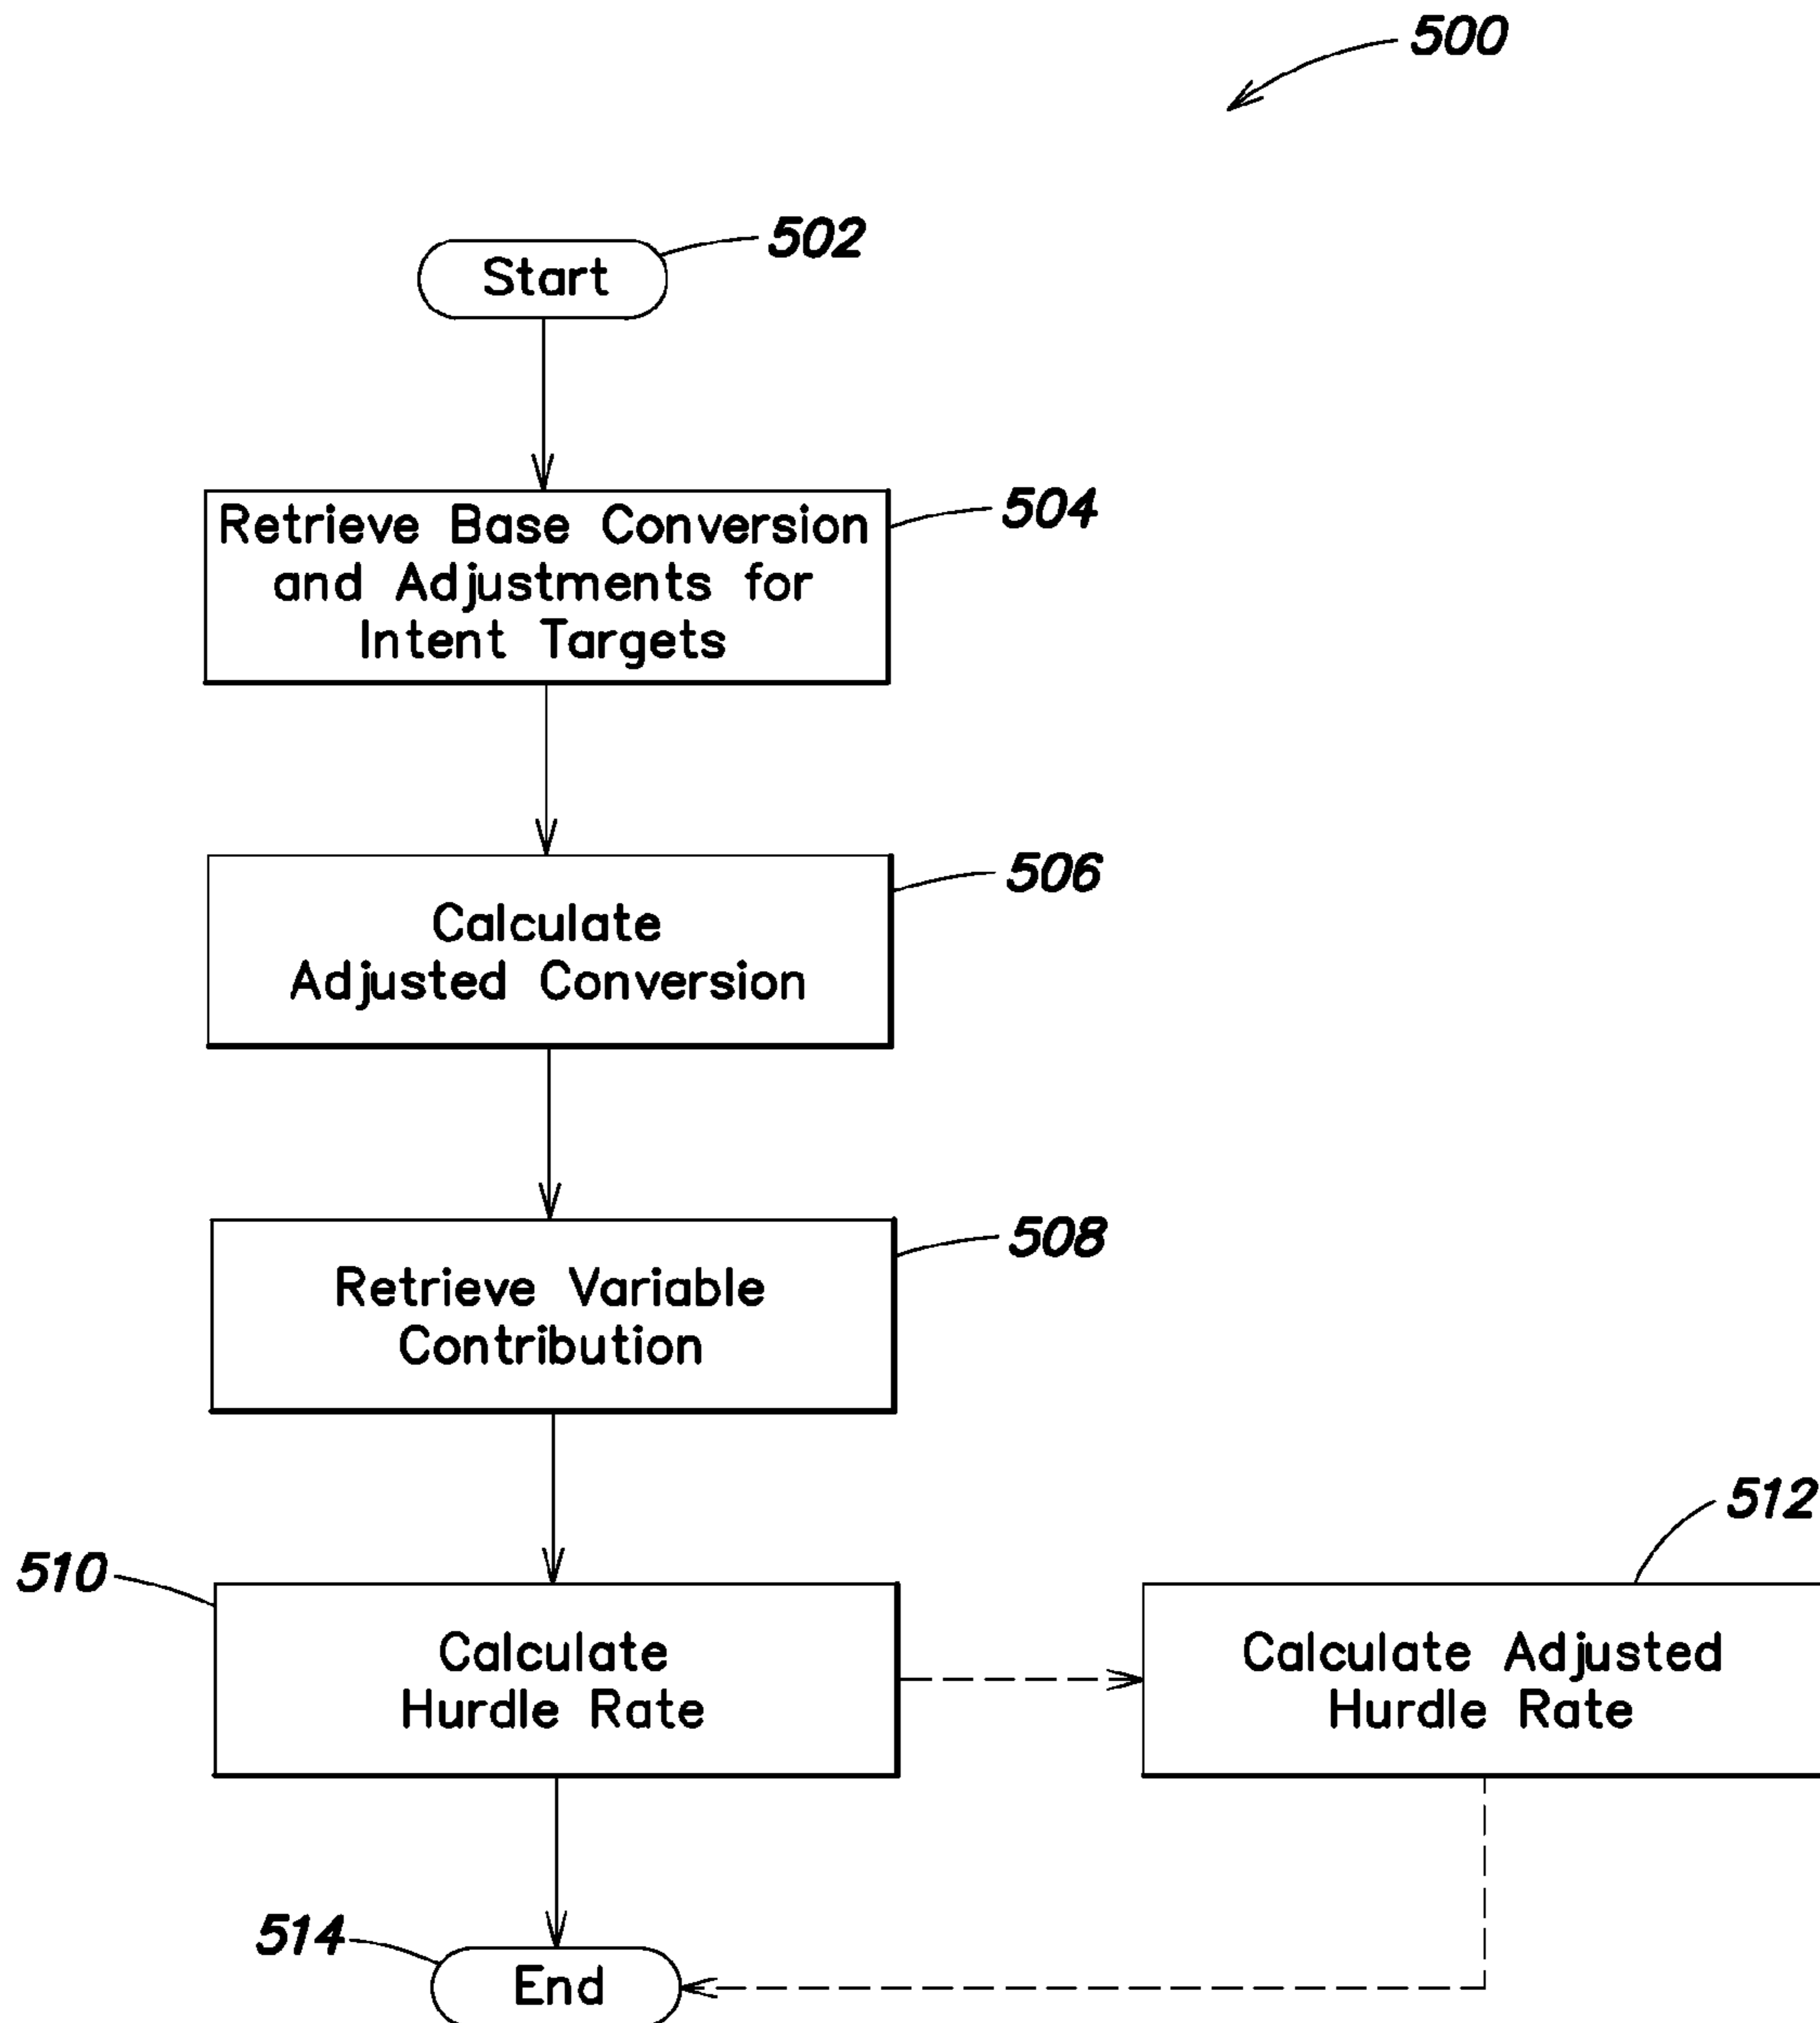 500
502
Start
504
Retrieve Base Conversion
and Adjustments for
Intent Targets
506
Calculate
Adjusted Conversion
508
Retrieve Variable
Contribution
510
Calculate
Hurdle Rate
512
Calculate Adjusted
Hurdle Rate
514
End